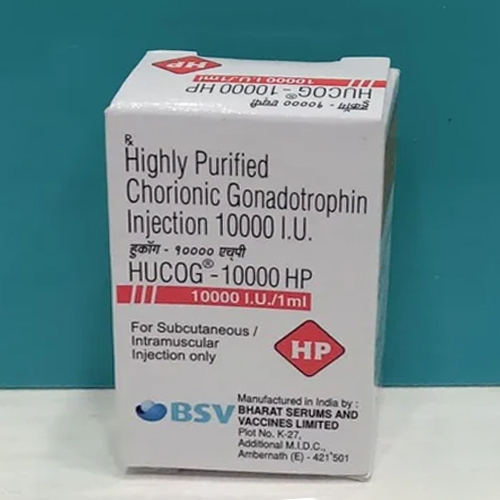 HP
10000 I.U./1ml
HUCOG®-10000 HP
हुकॉग - १०००० एचपी
℞
Highly Purified
Chorionic Gonadotrophin
Injection 10000 I.U.
हुकॉग - १०००० एच्पी
HUCOG®-10000 HP
10000 I.U./1ml
For Subcutaneous /
Intramuscular
Injection only
HP
BSV
Manufactured in India by :
BHARAT SERUMS AND
VACCINES LIMITED
Plot No. K-27,
Additional M.I.D.C.,
Ambernath (E) - 421 501